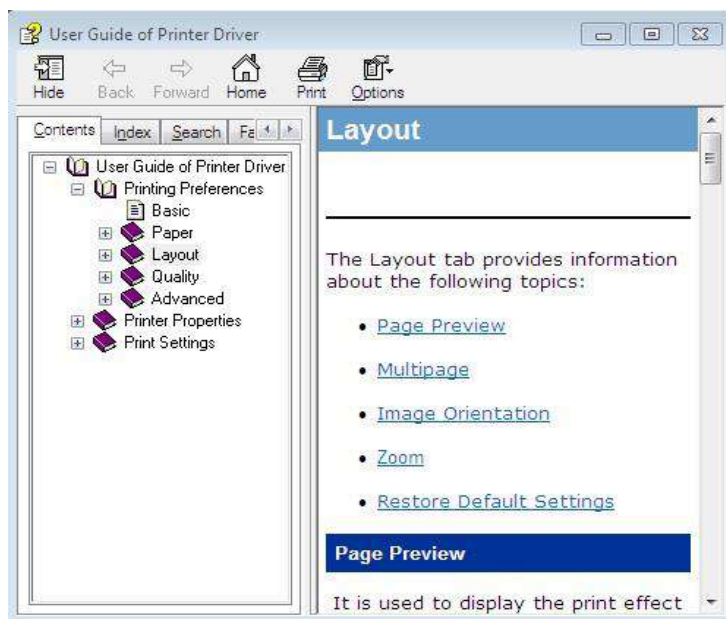 User Guide of Printer Driver
Hide Back Forward Home Print Options
Contents Index Search Fa
User Guide of Printer Driver
Printing Preferences
Basic
Paper
Layout
Quality
Advanced
Printer Properties
Print Settings
Layout
The Layout tab provides information
about the following topics:
• Page Preview
• Multipage
• Image Orientation
• Zoom
• Restore Default Settings
Page Preview
It is used to display the print effect